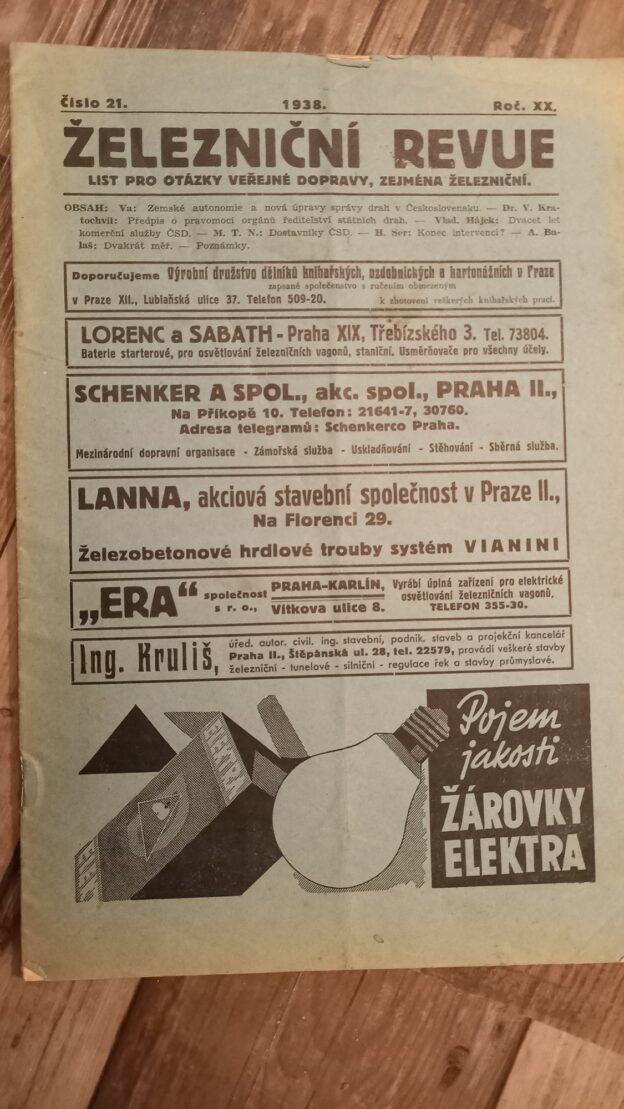 Číslo 21. 1938. Roč. XX.
ŽELEZNIČNÍ REVUE
LIST PRO OTÁZKY VEŘEJNÉ DOPRAVY, ZEJMÉNA ŽELEZNIČNÍ.
OBSAH: Va: Zemské autonomie a nová úpravy správy drah v Československu. — Dr. V. Kra-
tochvíl: Předpis o pravomoci orgánů ředitelství státních drah. — Vlad. Hájek: Dvacet let
komerční služby ČSD. — M. T. N.: Dostavníky ČSD. — H. Ser: Konec intervencí? — A. Ba-
laš: Dvakrát měř. — Poznámky.
Doporučujeme Výrobní družstvo dělníků knihařských, ozdobnických a kartonážních v Praze
zapsané společenstvo s ručením obmezeným
v Praze XII., Lublaňská ulice 37. Telefon 509-20. k zhotovení veškerých knihařských prací.
LORENC a SABATH - Praha XIX, Třebízského 3. Tel. 73804.
Baterie starterové, pro osvětlování železničních vagonů, staniční. Usměrňovače pro všechny účely.
SCHENKER A SPOL., akc. spol., PRAHA II.,
Na Příkopě 10. Telefon: 21641-7, 30760.
Adresa telegramů: Schenkerco Praha.
Mezinárodní dopravní organisace - Zámořská služba - Uskladňování - Stěhování - Sběrná služba.
LANNA, akciová stavební společnost v Praze II.,
Na Florenci 29.
Železobetonové hrdlové trouby systém VIANINI
„ERA“ společnost s r. o., PRAHA-KARLÍN, Vítkova ulice 8. Vyrábí úplná zařízení pro elektrické
osvětlování železničních vagonů.
TELEFON 355-30.
Ing. Kruliš, úřed. autor. civil. ing. stavební, podnik. staveb a projekční kancelář
Praha II., Štěpánská ul. 28, tel. 22579, provádí veškeré stavby
železniční - tunelové - silniční - regulace řek a stavby průmyslové.
ELEKTRA
ELEK
Pojem
jakosti
ŽÁROVKY
ELEKTRA